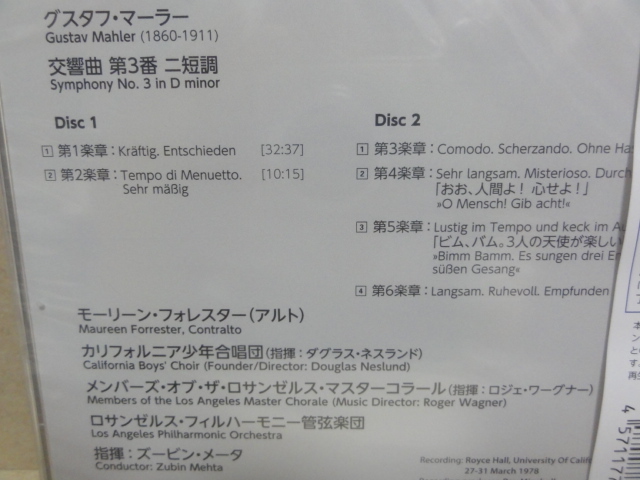 グスタフ・マーラー
Gustav Mahler (1860-1911)
交響曲 第3番 ニ短調
Symphony No. 3 in D minor
Disc 1
1 第1楽章：Kräftig. Entschieden [32:37]
2 第2楽章：Tempo di Menuetto. [10:15]
Sehr mäßig
Disc 2
1 第3楽章：Comodo. Scherzando. Ohne
2 第4楽章：Sehr langsam. Misterioso. Durch
「おお、人間よ！ 心せよ！」
»O Mensch! Gib acht!«
3 第5楽章：Lustig im Tempo und keck im
「ビム、バム。3人の天使が楽しい
»Bimm Bamm. Es sungen drei
süßen Gesang«
4 第6楽章：Langsam. Ruhevoll. Empfunden
モーリーン・フォレスター（アルト）
Maureen Forrester, Contralto
カリフォルニア少年合唱団（指揮：ダグラス・ネスランド）
California Boys' Choir (Founder/Director: Douglas Neslund)
メンバーズ・オブ・ザ・ロサンゼルス・マスターコラール（指揮：ロジェ・ワーグナー）
Members of the Los Angeles Master Chorale (Music Director: Roger Wagner)
ロサンゼルス・フィルハーモニー管弦楽団
Los Angeles Philharmonic Orchestra
指揮：ズービン・メータ
Conductor: Zubin Mehta
Recording: Royce Hall, University Of
27-31 March 1978
4 57117